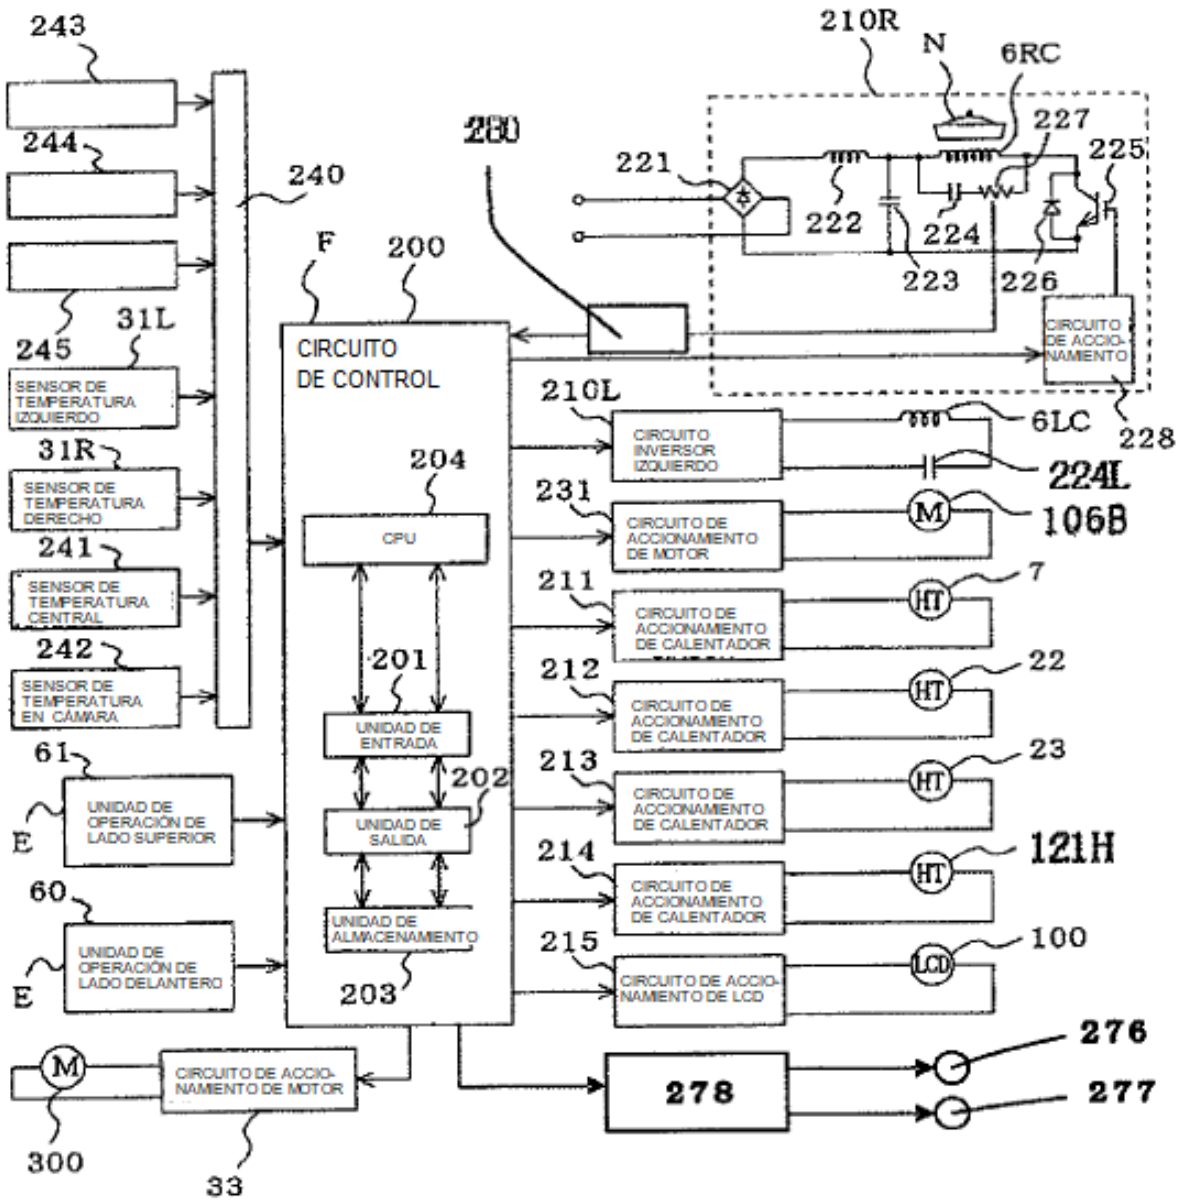 243
210R
N
6RC
227
244
280
221
225
240
222
224
F
200
223
226
31L
245
CIRCUITO
DE CONTROL
CIRCUITO
DE ACCIO-
NAMIENTO
SENSOR DE
TEMPERATURA
IZQUIERDO
210L
6LC
228
31R
CIRCUITO
INVERSOR
IZQUIERDO
204
224L
SENSOR DE
TEMPERATURA
DERECHO
231
CPU
CIRCUITO DE
ACCIONAMIENTO
DE MOTOR
M
106B
241
SENSOR DE
TEMPERATURA
CENTRAL
211
7
CIRCUITO DE
ACCIONAMIENTO
DE CALENTADOR
HT
242
201
SENSOR DE
TEMPERATURA
EN CÁMARA
212
22
UNIDAD DE
ENTRADA
CIRCUITO DE
ACCIONAMIENTO
DE CALENTADOR
HT
61
202
213
23
UNIDAD DE
OPERACIÓN DE
LADO SUPERIOR
E
UNIDAD DE
SALIDA
CIRCUITO DE
ACCIONAMIENTO
DE CALENTADOR
HT
60
214
121H
UNIDAD DE
ALMACENAMIENTO
CIRCUITO DE
ACCIONAMIENTO
DE CALENTADOR
HT
UNIDAD DE
OPERACIÓN DE
LADO DELANTERO
E
203
215
100
CIRCUITO DE ACCIO-
NAMIENTO DE LCD
LCD
M
CIRCUITO DE ACCIO-
NAMIENTO DE MOTOR
276
278
277
300
33